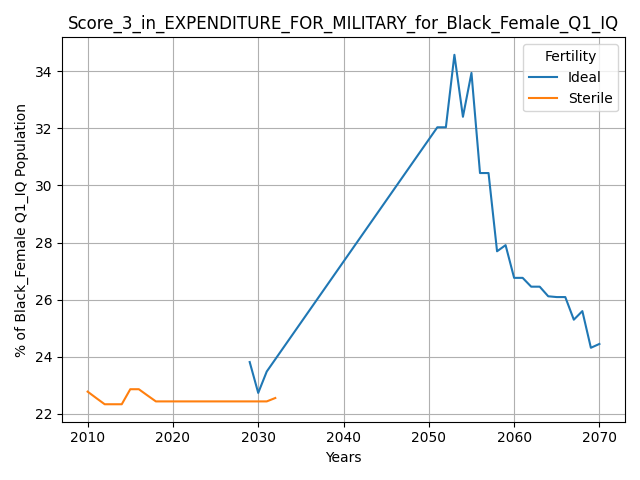 Score_3_in_EXPENDITURE_FOR_MILITARY_for_Black_Female_Q1_IQ
Fertility
Ideal
Sterile
% of Black_Female Q1_IQ Population
34
32
30
28
26
24
22
2010 2020 2030 2040 2050 2060 2070
Years